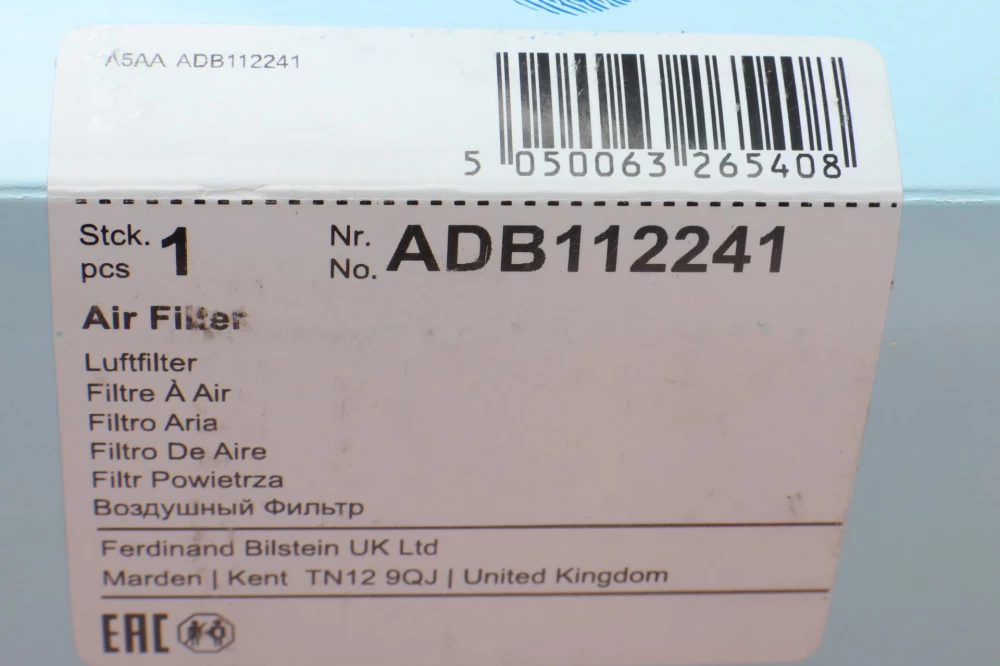 A5AA ADB112241
5 050063 265408
Stck. 1
pcs
Nr. ADB112241
No.
Air Filter
Luftfilter
Filtre À Air
Filtro Aria
Filtro De Aire
Filtr Powietrza
Воздушный Фильтр
Ferdinand Bilstein UK Ltd
Marden | Kent TN12 9QJ | United Kingdom
EAC